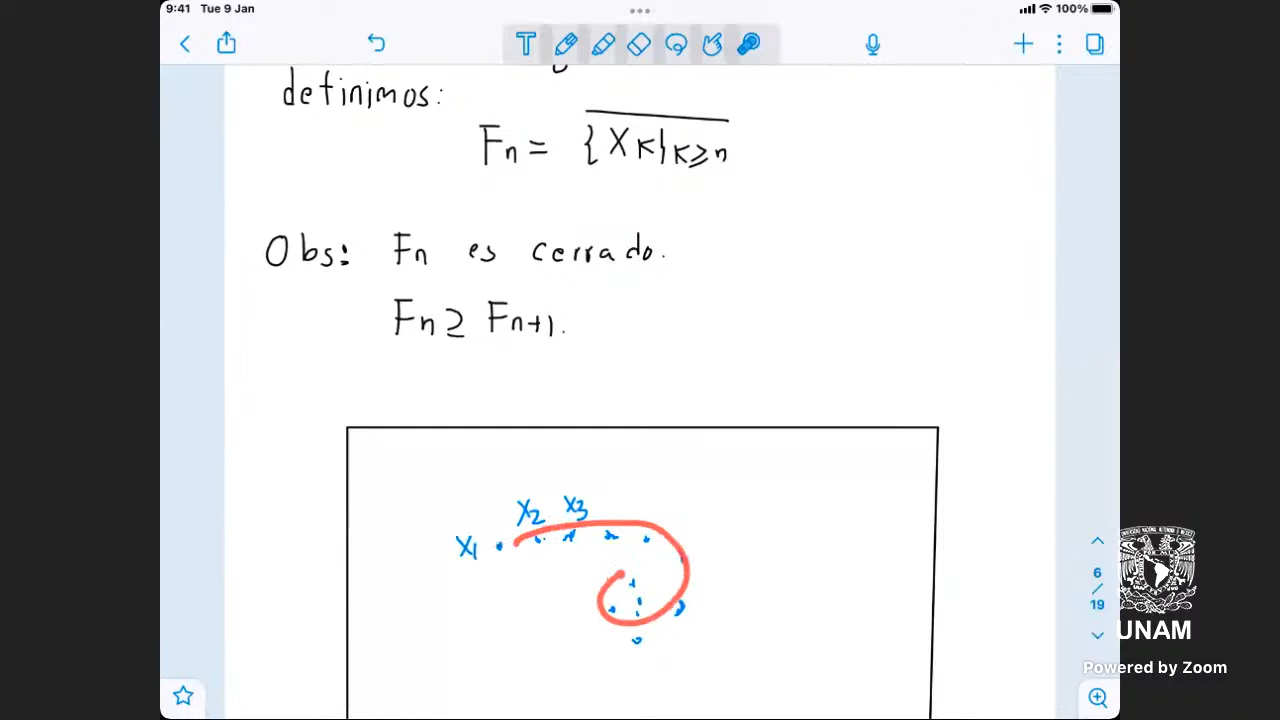 9:41 Tue 9 Jan 100%
definimos:
Fn = \overline{{Xk}k≥n}
Obs: Fn es cerrado.
Fn ⊇ Fn+1.
X2 X3
X1
6
/
19
UNAM
Powered by Zoom